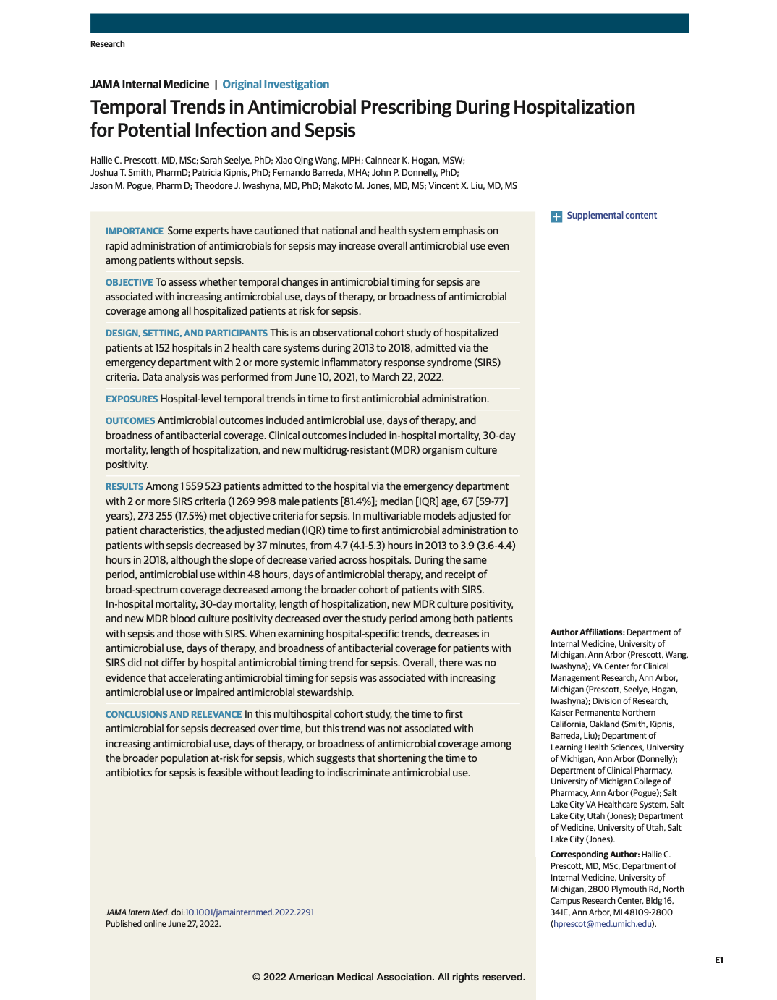 Research
JAMA Internal Medicine | Original Investigation
Temporal Trends in Antimicrobial Prescribing During Hospitalization
for Potential Infection and Sepsis
Hallie C. Prescott, MD, MSc; Sarah Seelye, PhD; Xiao Qing Wang, MPH; Cainnear K. Hogan, MSW;
Joshua T. Smith, PharmD; Patricia Kipnis, PhD; Fernando Barreda, MHA; John P. Donnelly, PhD;
Jason M. Pogue, Pharm D; Theodore J. Iwashyna, MD, PhD; Makoto M. Jones, MD, MS; Vincent X. Liu, MD, MS
IMPORTANCE Some experts have cautioned that national and health system emphasis on
rapid administration of antimicrobials for sepsis may increase overall antimicrobial use even
among patients without sepsis.
OBJECTIVE To assess whether temporal changes in antimicrobial timing for sepsis are
associated with increasing antimicrobial use, days of therapy, or broadness of antimicrobial
coverage among all hospitalized patients at risk for sepsis.
DESIGN, SETTING, AND PARTICIPANTS This is an observational cohort study of hospitalized
patients at 152 hospitals in 2 health care systems during 2013 to 2018, admitted via the
emergency department with 2 or more systemic inflammatory response syndrome (SIRS)
criteria. Data analysis was performed from June 10, 2021, to March 22, 2022.
EXPOSURES Hospital-level temporal trends in time to first antimicrobial administration.
OUTCOMES Antimicrobial outcomes included antimicrobial use, days of therapy, and
broadness of antibacterial coverage. Clinical outcomes included in-hospital mortality, 30-day
mortality, length of hospitalization, and new multidrug-resistant (MDR) organism culture
positivity.
RESULTS Among 1 559 523 patients admitted to the hospital via the emergency department
with 2 or more SIRS criteria (1 269 998 male patients [81.4%]; median [IQR] age, 67 [59-77]
years), 273 255 (17.5%) met objective criteria for sepsis. In multivariable models adjusted for
patient characteristics, the adjusted median (IQR) time to first antimicrobial administration to
patients with sepsis decreased by 37 minutes, from 4.7 (4.1-5.3) hours in 2013 to 3.9 (3.6-4.4)
hours in 2018, although the slope of decrease varied across hospitals. During the same
period, antimicrobial use within 48 hours, days of antimicrobial therapy, and receipt of
broad-spectrum coverage decreased among the broader cohort of patients with SIRS.
In-hospital mortality, 30-day mortality, length of hospitalization, new MDR culture positivity,
and new MDR blood culture positivity decreased over the study period among both patients
with sepsis and those with SIRS. When examining hospital-specific trends, decreases in
antimicrobial use, days of therapy, and broadness of antibacterial coverage for patients with
SIRS did not differ by hospital antimicrobial timing trend for sepsis. Overall, there was no
evidence that accelerating antimicrobial timing for sepsis was associated with increasing
antimicrobial use or impaired antimicrobial stewardship.
CONCLUSIONS AND RELEVANCE In this multihospital cohort study, the time to first
antimicrobial for sepsis decreased over time, but this trend was not associated with
increasing antimicrobial use, days of therapy, or broadness of antimicrobial coverage among
the broader population at-risk for sepsis, which suggests that shortening the time to
antibiotics for sepsis is feasible without leading to indiscriminate antimicrobial use.
JAMA Intern Med. doi:10.1001/jamainternmed.2022.2291
Published online June 27, 2022.
Supplemental content
Author Affiliations: Department of
Internal Medicine, University of
Michigan, Ann Arbor (Prescott, Wang,
Iwashyna); VA Center for Clinical
Management Research, Ann Arbor,
Michigan (Prescott, Seelye, Hogan,
Iwashyna); Division of Research,
Kaiser Permanente Northern
California, Oakland (Smith, Kipnis,
Barreda, Liu); Department of
Learning Health Sciences, University
of Michigan, Ann Arbor (Donnelly);
Department of Clinical Pharmacy,
University of Michigan College of
Pharmacy, Ann Arbor (Pogue); Salt
Lake City VA Healthcare System, Salt
Lake City, Utah (Jones); Department
of Medicine, University of Utah, Salt
Lake City (Jones).
Corresponding Author: Hallie C.
Prescott, MD, MSc, Department of
Internal Medicine, University of
Michigan, 2800 Plymouth Rd, North
Campus Research Center, Bldg 16,
341E, Ann Arbor, MI 48109-2800
(hprescot@med.umich.edu).
E1
© 2022 American Medical Association. All rights reserved.